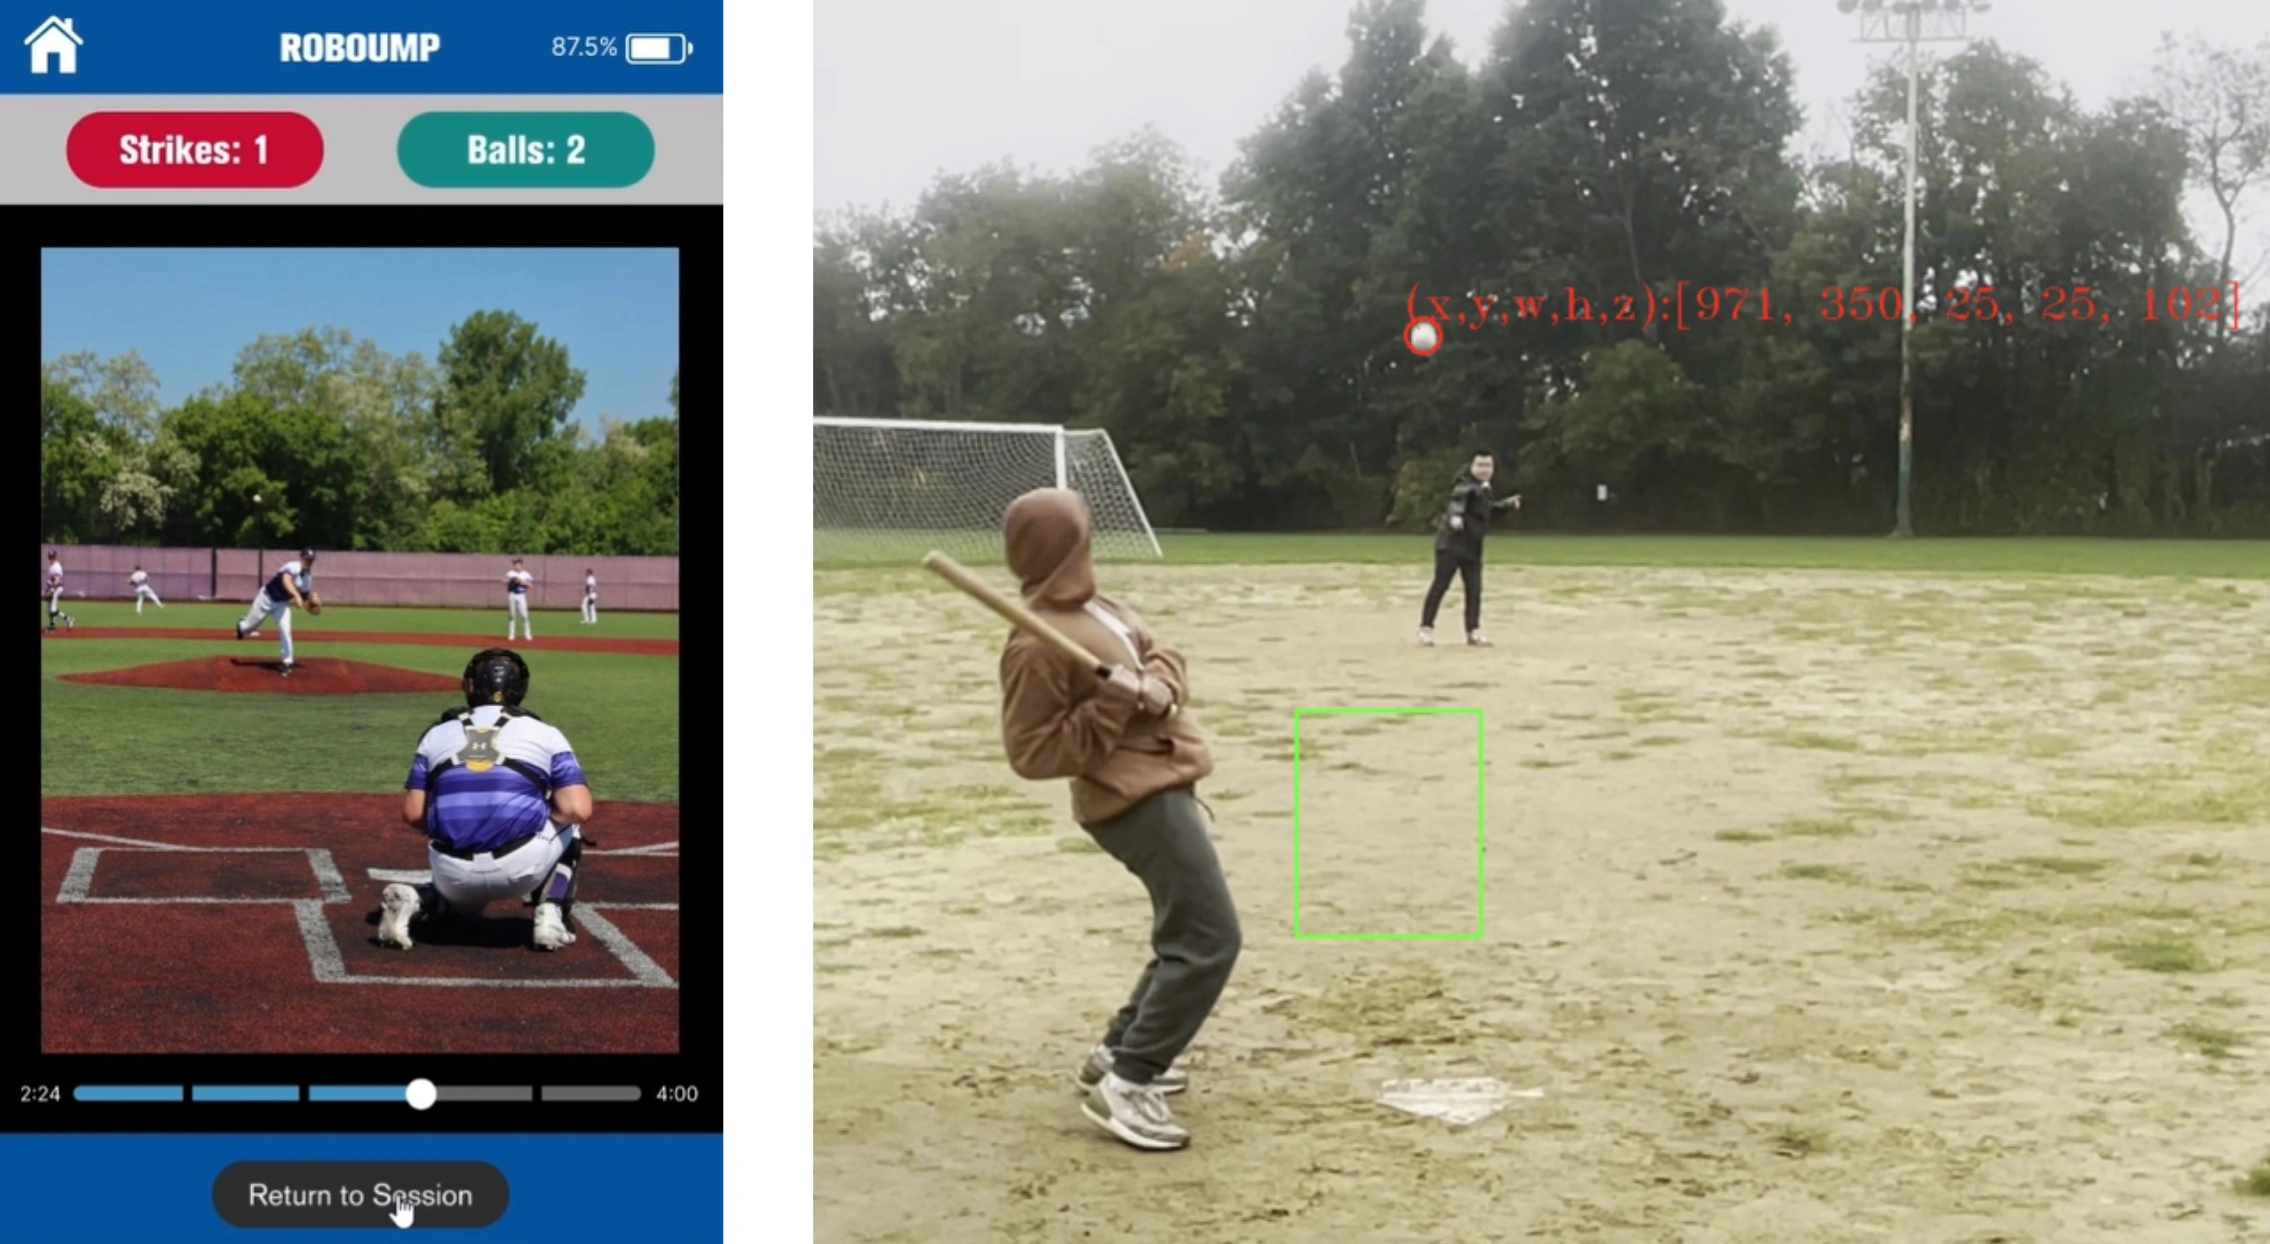 ROBOUMP
87.5%
Strikes: 1
Balls: 2
2:24
4:00
Return to Session
(x,y,w,h,z):[971, 350, 25, 25, 102]